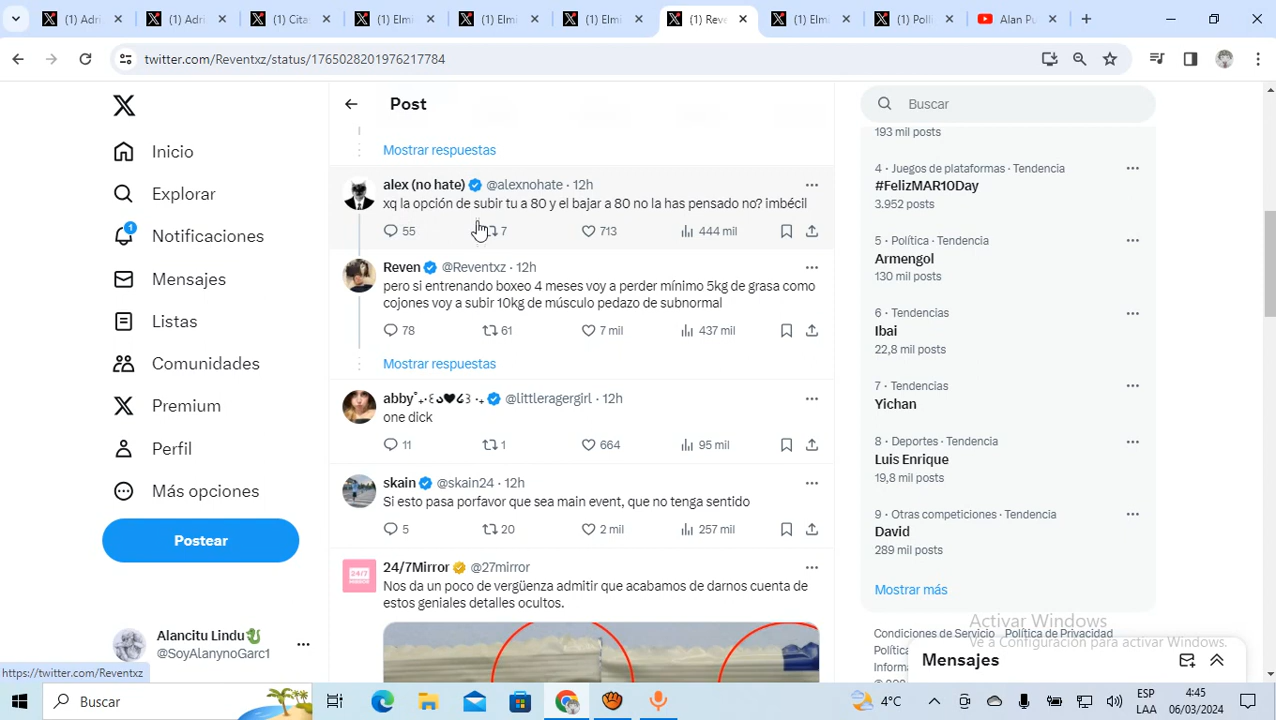 (1) Adri
(1) Adri
(1) Cita
(1) Elmi
(1) Elmi
(1) Elmi
(1) Rev
(1) Elmi
(1) Polli
Alan Pu
twitter.com/Reventxz/status/1765028201976217784
Post
Buscar
193 mil posts
Inicio
Explorar
1
Notificaciones
Mensajes
Listas
Comunidades
Premium
Perfil
Más opciones
Postear
Alancitu Lindu
@SoyAlanynoGarc1
Mostrar respuestas
alex (no hate) @alexnohate · 12h
xq la opción de subir tu a 80 y el bajar a 80 no la has pensado no? imbécil
55 7 713 444 mil
Reven @Reventxz · 12h
pero si entrenando boxeo 4 meses voy a perder mínimo 5kg de grasa como
cojones voy a subir 10kg de músculo pedazo de subnormal
78 61 7 mil 437 mil
Mostrar respuestas
abby @littleragergirl · 12h
one dick
11 1 664 95 mil
skain @skain24 · 12h
Si esto pasa porfavor que sea main event, que no tenga sentido
5 20 2 mil 257 mil
24/7 MIRROR
24/7Mirror @27mirror
Nos da un poco de vergüenza admitir que acabamos de darnos cuenta de
estos geniales detalles ocultos.
4 · Juegos de plataformas · Tendencia
#FelizMAR10Day
3.952 posts
5 · Política · Tendencia
Armengol
130 mil posts
6 · Tendencias
Ibai
22,8 mil posts
7 · Tendencias
Yichan
8 · Deportes · Tendencia
Luis Enrique
19,8 mil posts
9 · Otras competiciones · Tendencia
David
289 mil posts
Mostrar más
Activar Windows
Ve a Configuración para activar Windows.
Condiciones de Servicio Política de Privacidad
Mensajes
https://twitter.com/Reventxz
Buscar
4°C
ESP
LAA
4:45
06/03/2024